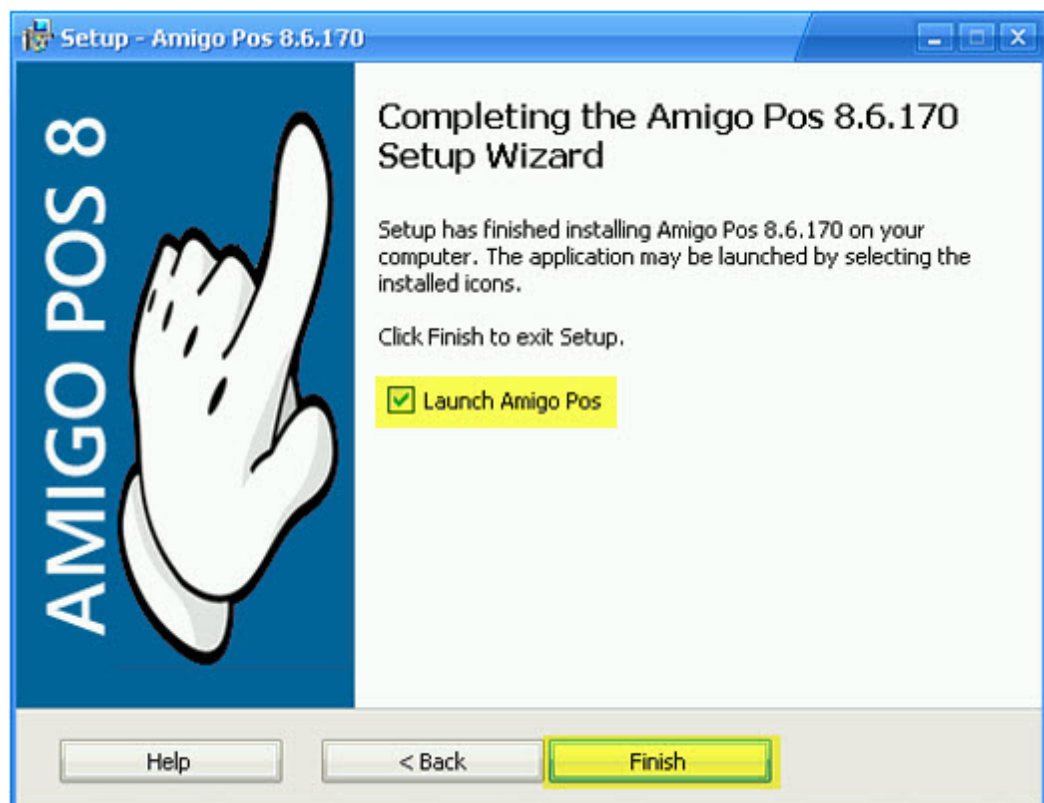 Setup - Amigo Pos 8.6.170
AMIGO POS 8
Completing the Amigo Pos 8.6.170
Setup Wizard
Setup has finished installing Amigo Pos 8.6.170 on your
computer. The application may be launched by selecting the
installed icons.
Click Finish to exit Setup.
Launch Amigo Pos
Help
< Back
Finish